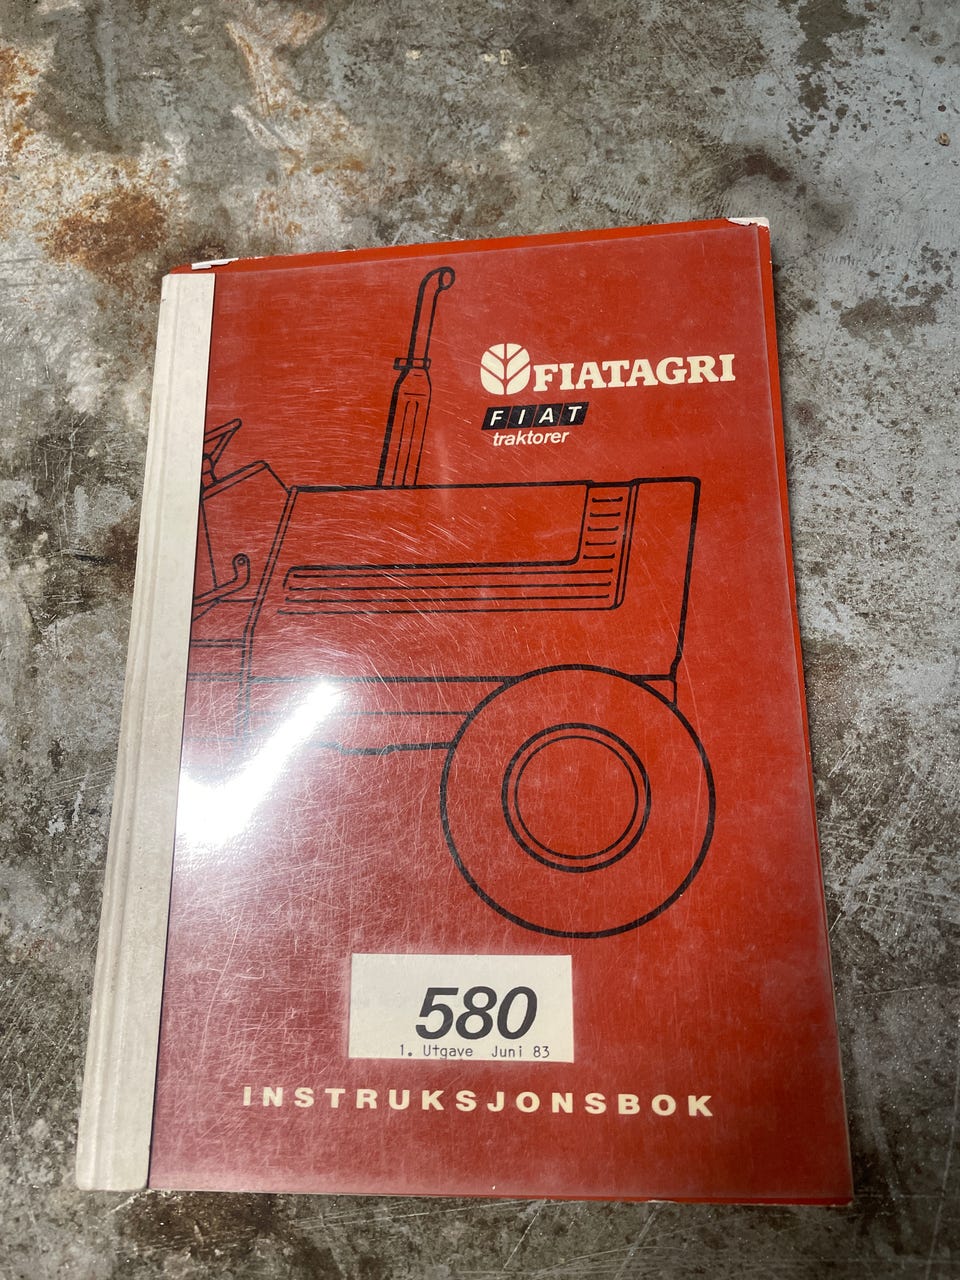 FIATAGRI
FIAT
traktorer
580
1. Utgave Juni 83
INSTRUKSJONSBOK